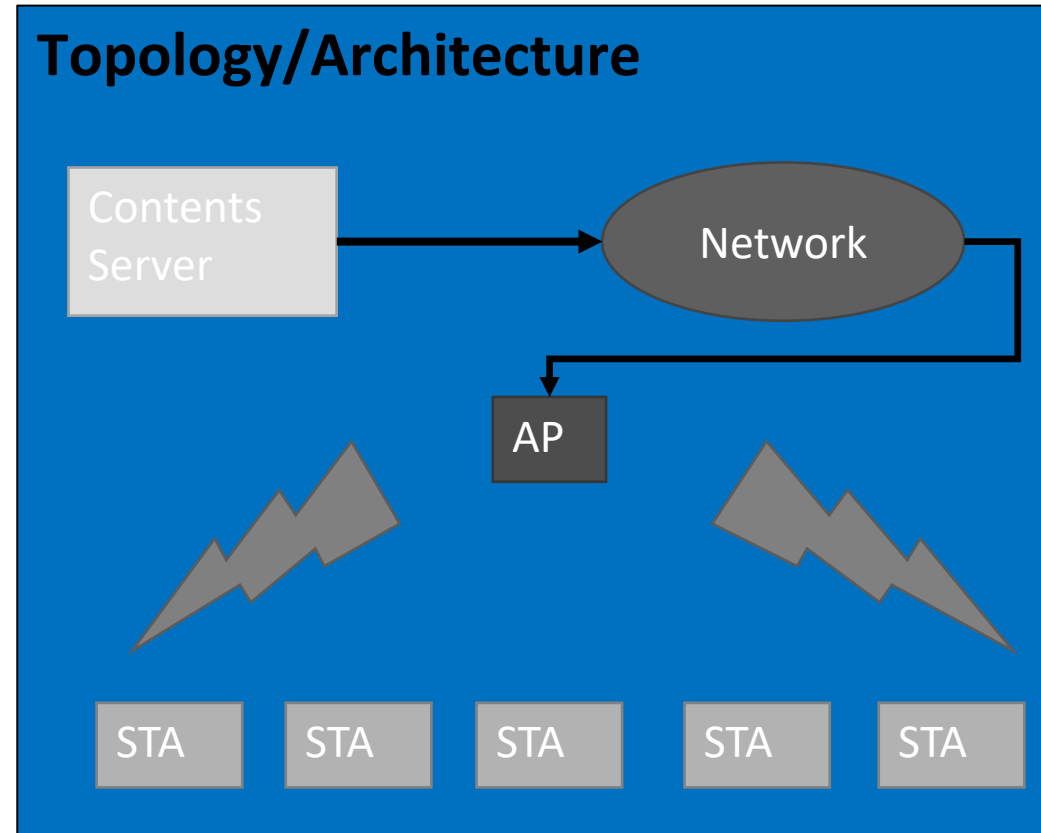 Topology/Architecture
Contents
Server
Network
AP
STA
STA
STA
STA
STA